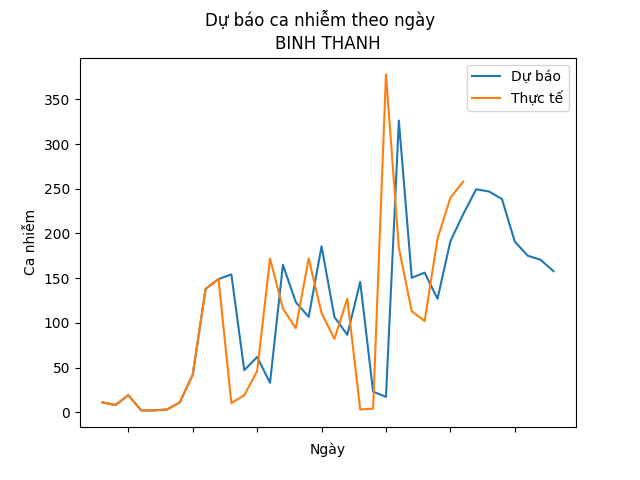 Dự báo ca nhiễm theo ngày
BINH THANH
Dự báo
Thực tế
350
300
250
200
150
100
50
0
Ca nhiễm
Ngày